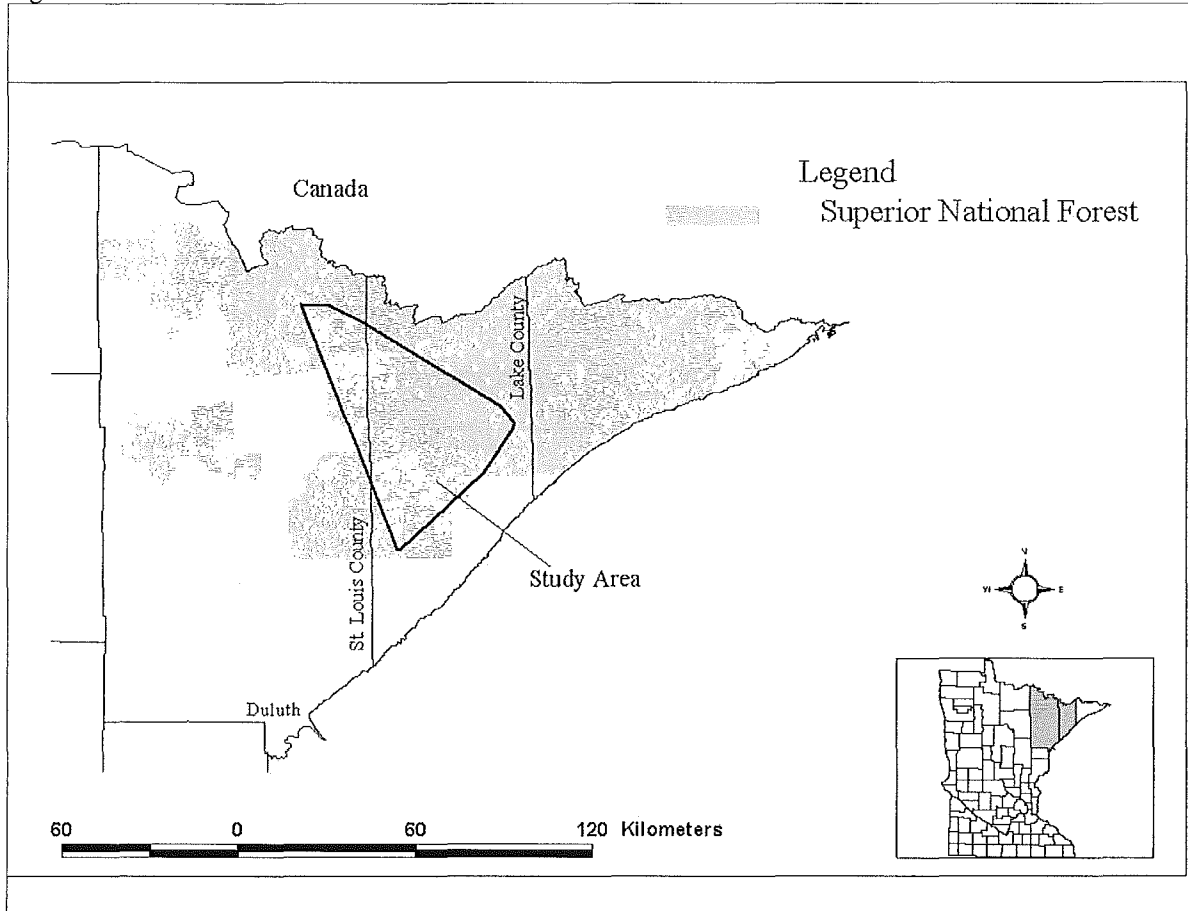 Legend
Superior National Forest
Canada
Lake County
St. Louis County
Study Area
Duluth
N
W E
S
60 0 60 120 Kilometers